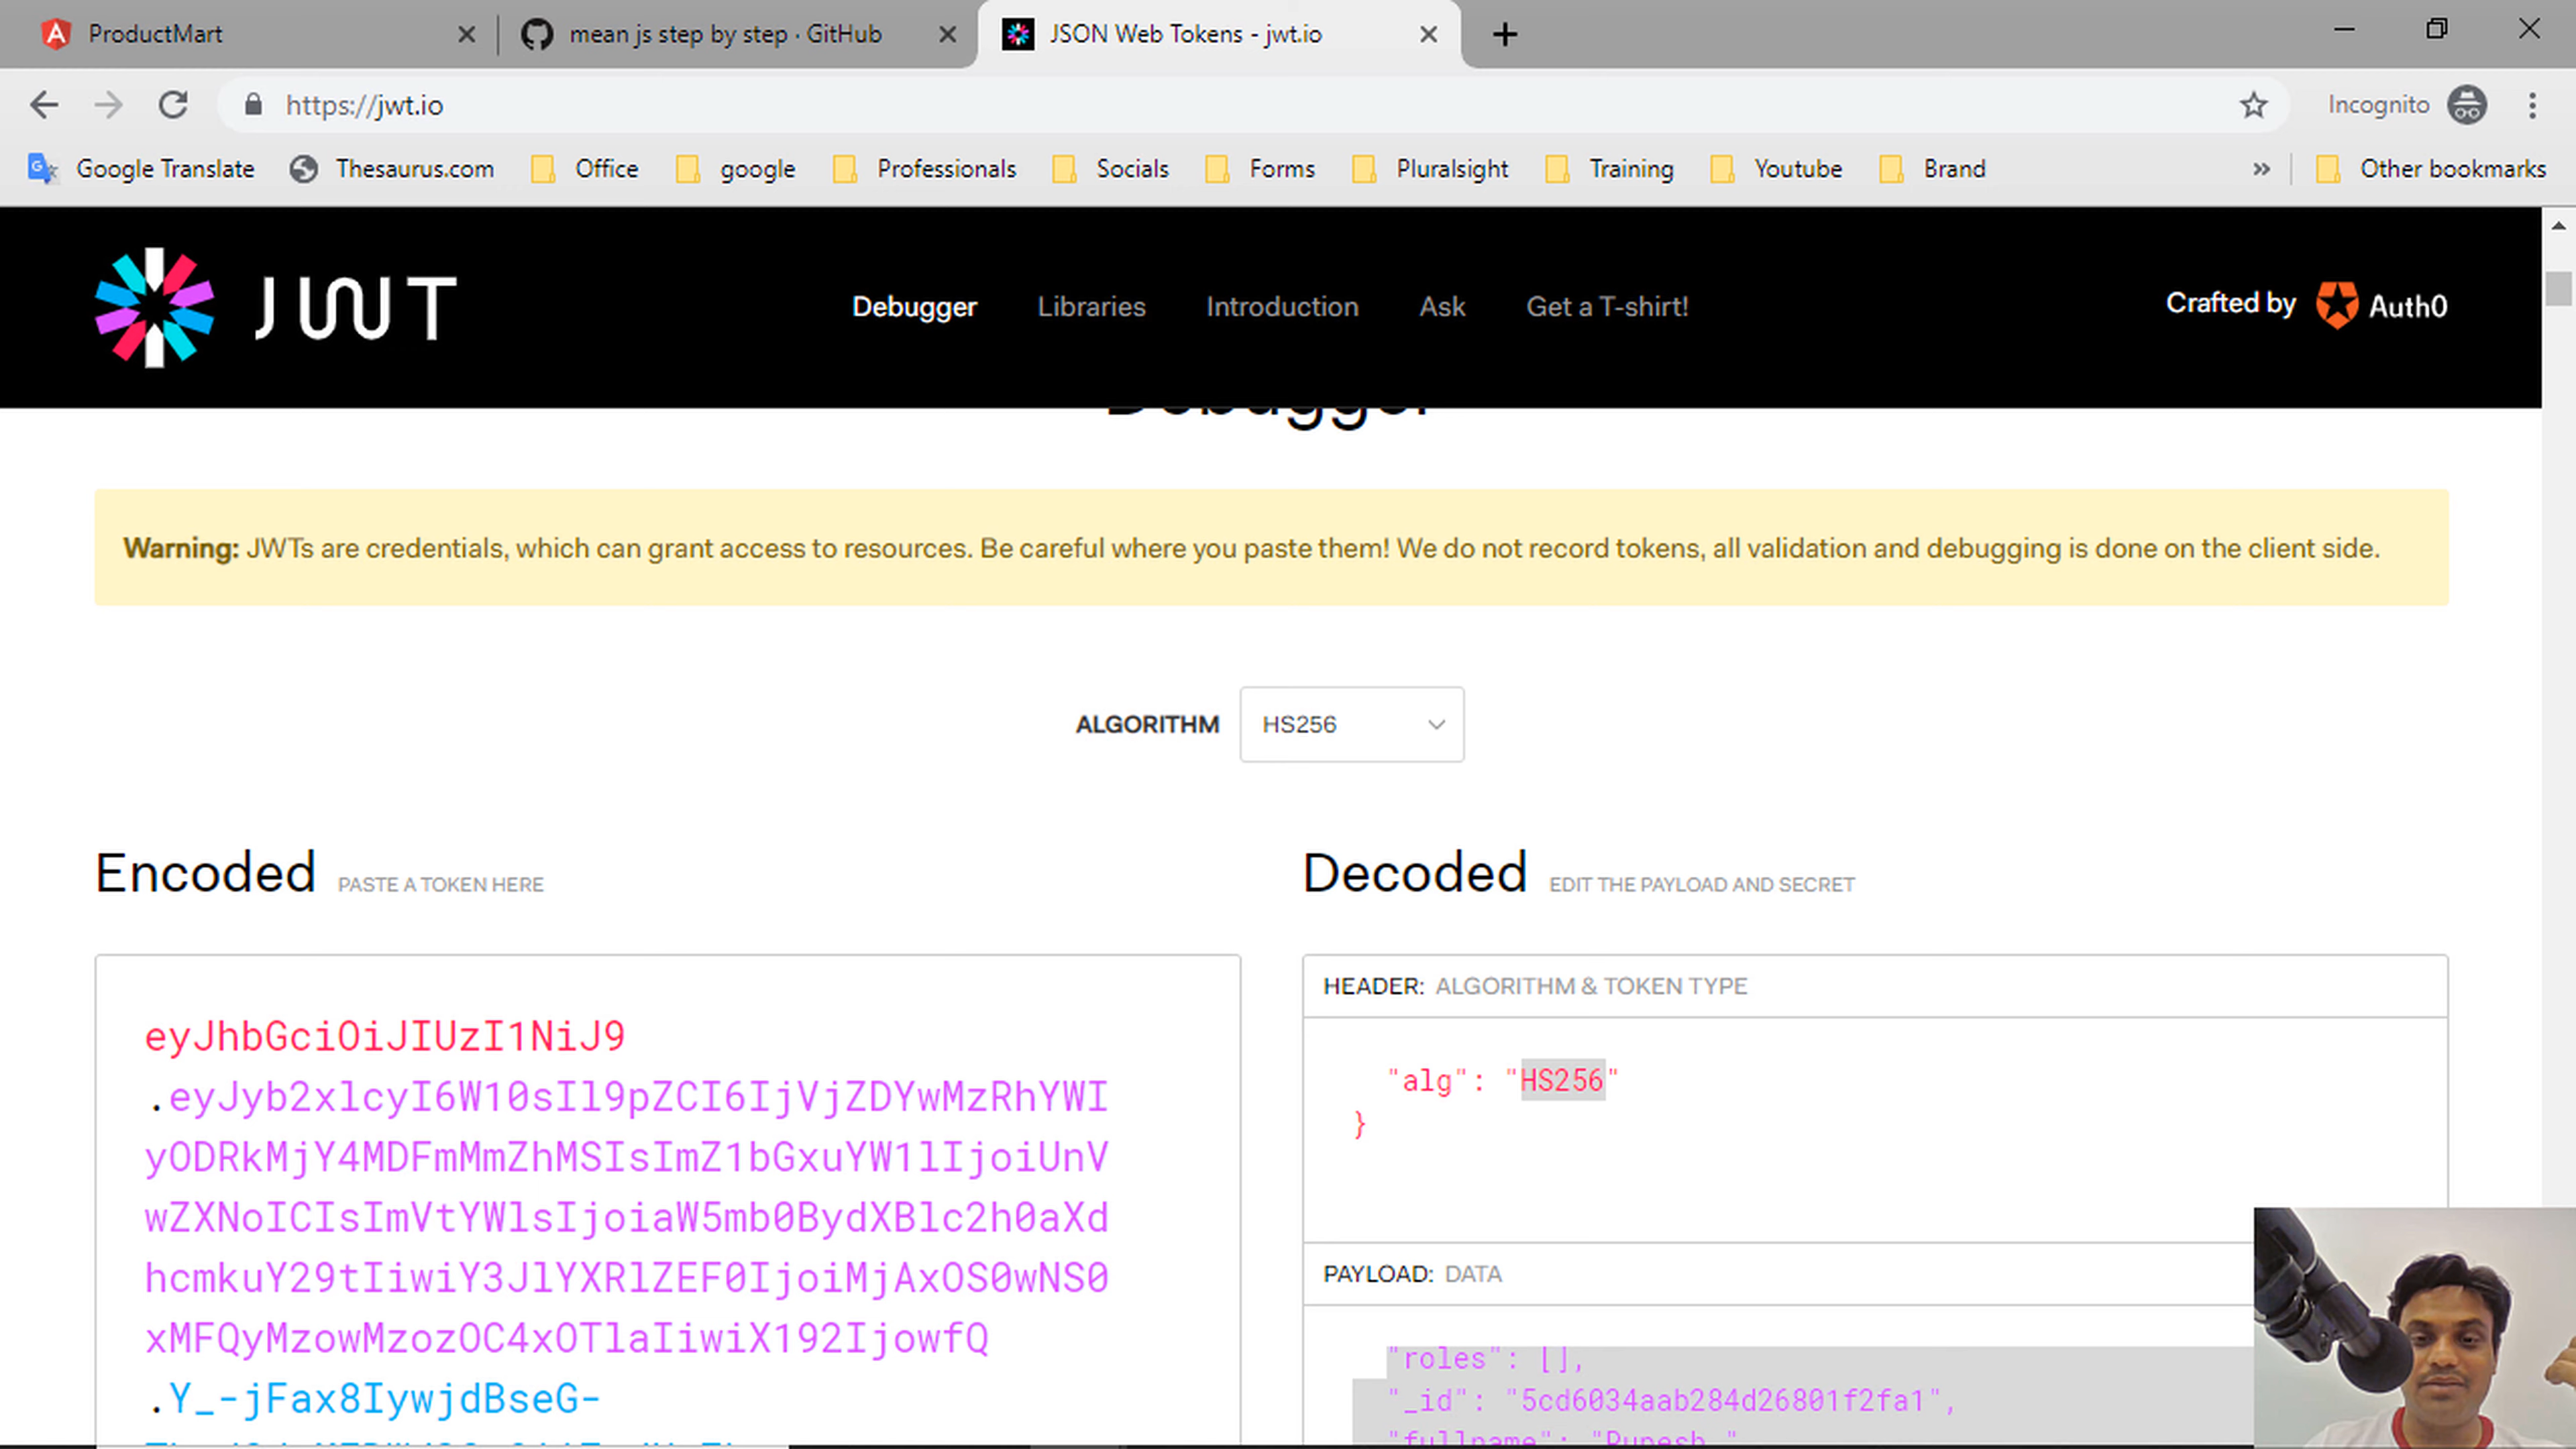 ProductMart
mean js step by step · GitHub
JSON Web Tokens - jwt.io
https://jwt.io
Incognito
Google Translate
Thesaurus.com
Office
google
Professionals
Socials
Forms
Pluralsight
Training
Youtube
Brand
»
Other bookmarks
JWT
Debugger
Libraries
Introduction
Ask
Get a T-shirt!
Crafted by Auth0
Debugger
Warning: JWTs are credentials, which can grant access to resources. Be careful where you paste them! We do not record tokens, all validation and debugging is done on the client side.
ALGORITHM HS256
Encoded PASTE A TOKEN HERE
eyJhbGciOiJIUzI1NiJ9
.eyJyb2xlcyI6W10sIl9pZCI6IjVjZDYwMzRhYWI
yODRkMjY4MDFmMmZhMSIsImZ1bGxuYW1lIjoiUnV
wZXNoICIsImVtYWlsIjoiaW5mb0BydXBlc2h0aXd
hcmkuY29tIiwiY3JlYXRlZEF0IjoiMjAxOS0wNS0
xMFQyMzowMzozOC4xOTlaIiwiX192IjowfQ
.Y_-jFax8IywjdBseG-
Decoded EDIT THE PAYLOAD AND SECRET
HEADER: ALGORITHM & TOKEN TYPE
"alg": "HS256"
}
PAYLOAD: DATA
"roles": [],
"_id": "5cd6034aab284d26801f2fa1",
"fullname": "Rupesh "